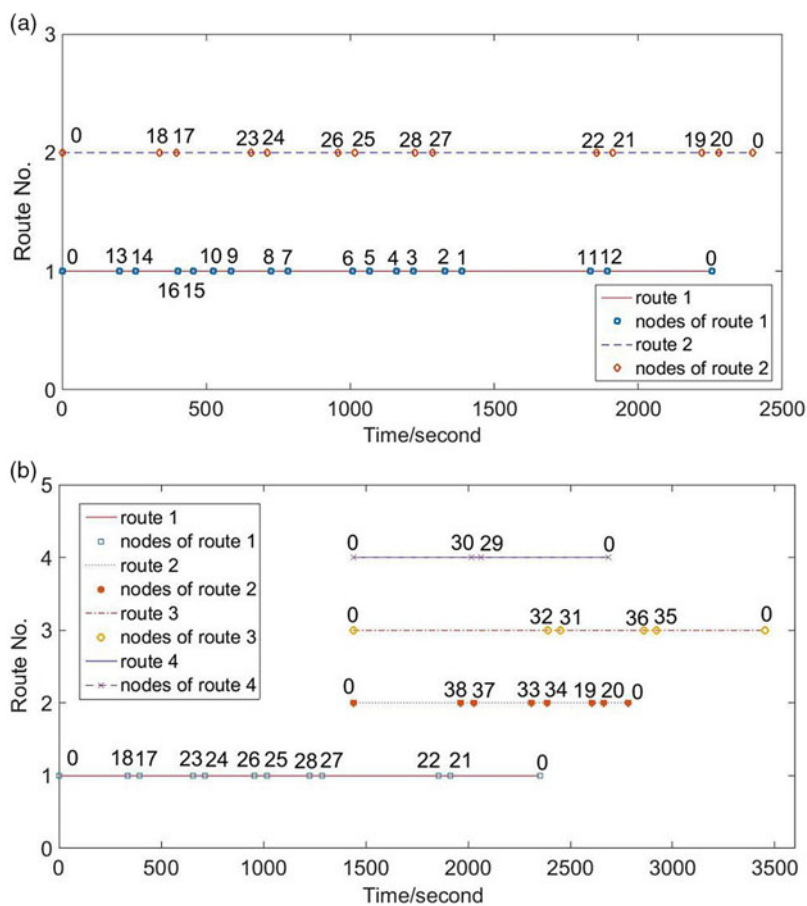 (a)
3
0 18 17 23 24 26 25 28 27 22 21 19 20 0
2
Route No.
0 13 14 10 9 8 7 6 5 4 3 2 1 11 12 0
1
16 15
route 1
nodes of route 1
route 2
nodes of route 2
0
0 500 1000 1500 2000 2500
Time/second
(b)
5
route 1
nodes of route 1
route 2
nodes of route 2
route 3
nodes of route 3
route 4
nodes of route 4
0 30 29 0
4
0 32 31 36 35 0
3
Route No.
0 38 37 33 34 19 20 0
2
0 18 17 23 24 26 25 28 27 22 21 0
1
0
0 500 1000 1500 2000 2500 3000 3500
Time/second